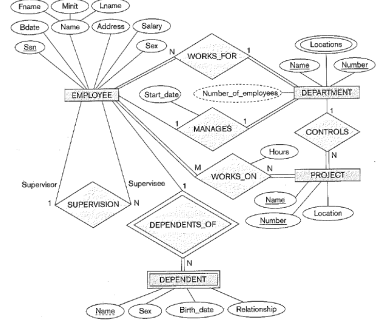 Fname Minit Lname
Bdate Name Address Salary
Ssn Sex
N WORKS_FOR 1
Locations
Name Number
Start_date Number_of_employees
EMPLOYEE DEPARTMENT
1 MANAGES 1
1
CONTROLS
Hours
M WORKS_ON N
N
PROJECT
Supervisor Supervisee
1 SUPERVISION N
1
Name
Number Location
DEPENDENTS_OF
N
DEPENDENT
Name Sex Birth_date Relationship